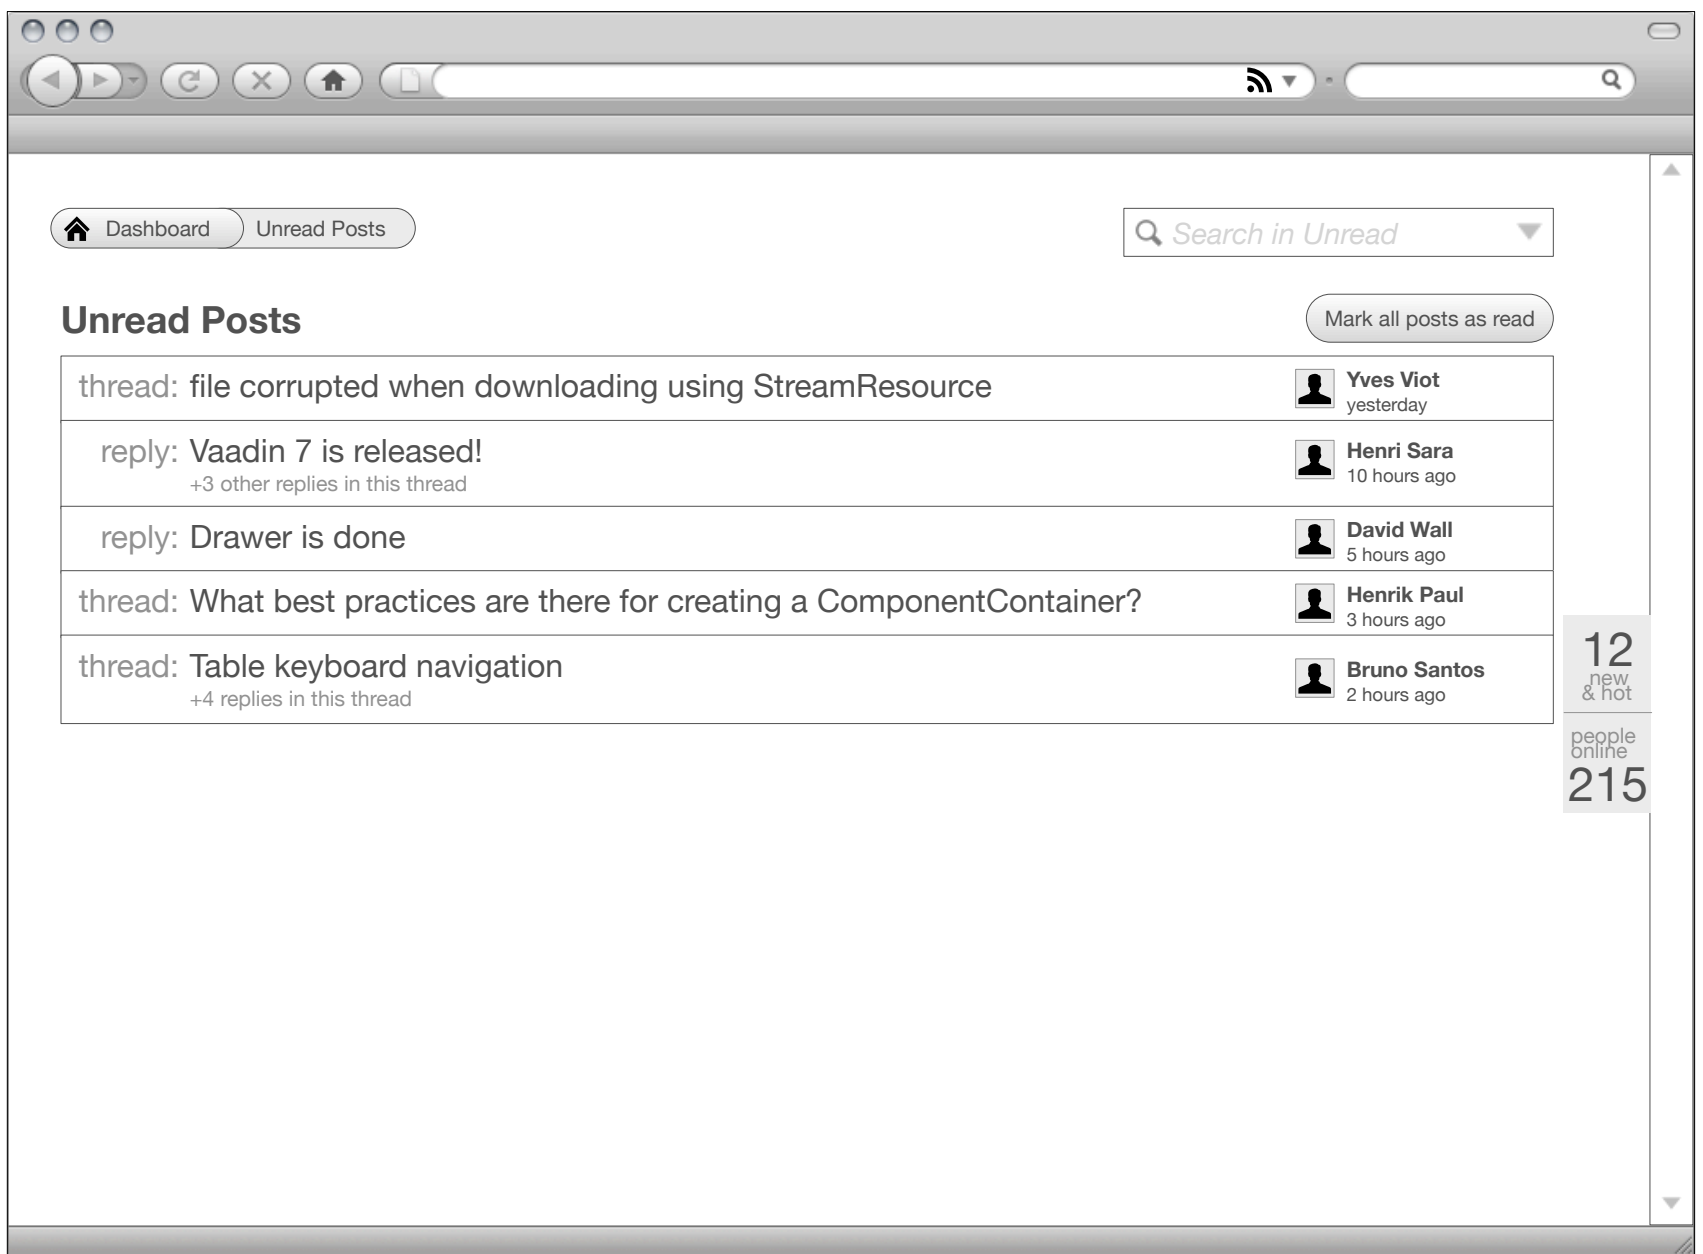 Dashboard
Unread Posts
Search in Unread
Unread Posts
Mark all posts as read
thread: file corrupted when downloading using StreamResource
Yves Viot
yesterday
reply: Vaadin 7 is released!
+3 other replies in this thread
Henri Sara
10 hours ago
reply: Drawer is done
David Wall
5 hours ago
thread: What best practices are there for creating a ComponentContainer?
Henrik Paul
3 hours ago
thread: Table keyboard navigation
+4 replies in this thread
Bruno Santos
2 hours ago
12
new
& hot
people
online
215